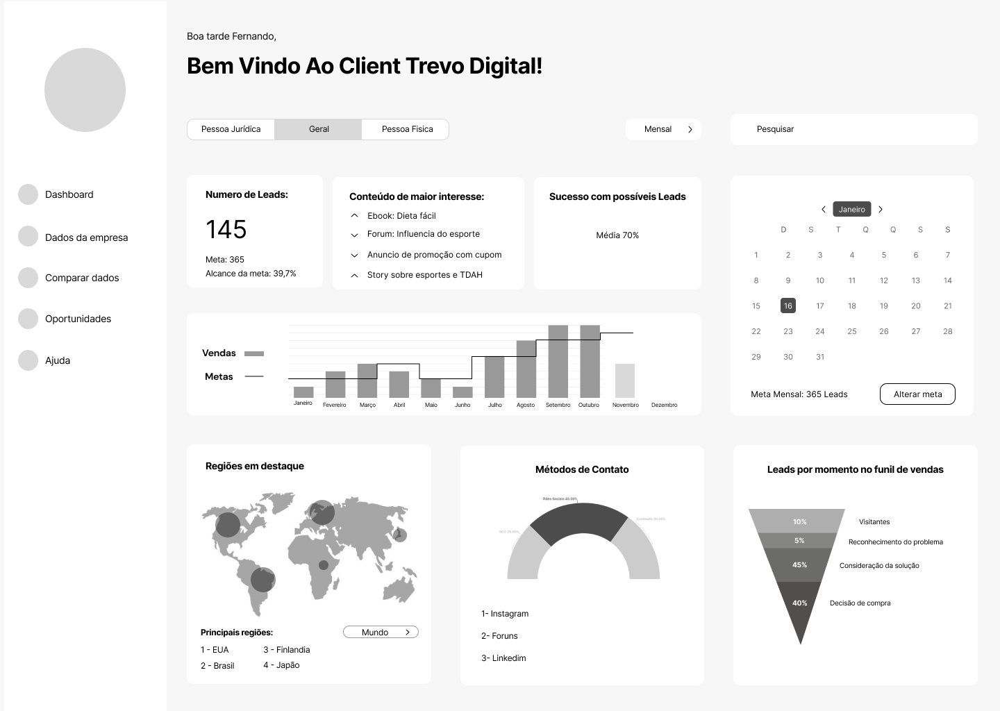 Boa tarde Fernando,
Bem Vindo Ao Client Trevo Digital!
Pessoa Jurídica Geral Pessoa Fisica
Mensal
Pesquisar
Dashboard
Dados da empresa
Comparar dados
Oportunidades
Ajuda
Numero de Leads:
145
Meta: 365
Alcance da meta: 39,7%
Conteúdo de maior interesse:
Ebook: Dieta fácil
Forum: Influencia do esporte
Anuncio de promoção com cupom
Story sobre esportes e TDAH
Sucesso com possíveis Leads
Média 70%
Janeiro
D S T Q Q S S
1 2 3 4 5 6 7
8 9 10 11 12 13 14
15 16 17 18 19 20 21
22 23 24 25 26 27 28
29 30 31
Meta Mensal: 365 Leads
Alterar meta
Vendas
Metas
Janeiro Fevereiro Março Abril Maio Junho Julho Agosto Setembro Outubro Novembro Dezembro
Regiões em destaque
Principais regiões:
Mundo
1 - EUA
2 - Brasil
3 - Finlandia
4 - Japão
Métodos de Contato
Sociais 45.00%
1- Instagram
2- Foruns
3- Linkedim
Leads por momento no funil de vendas
10% Visitantes
5% Reconhecimento do problema
45% Consideração da solução
40% Decisão de compra